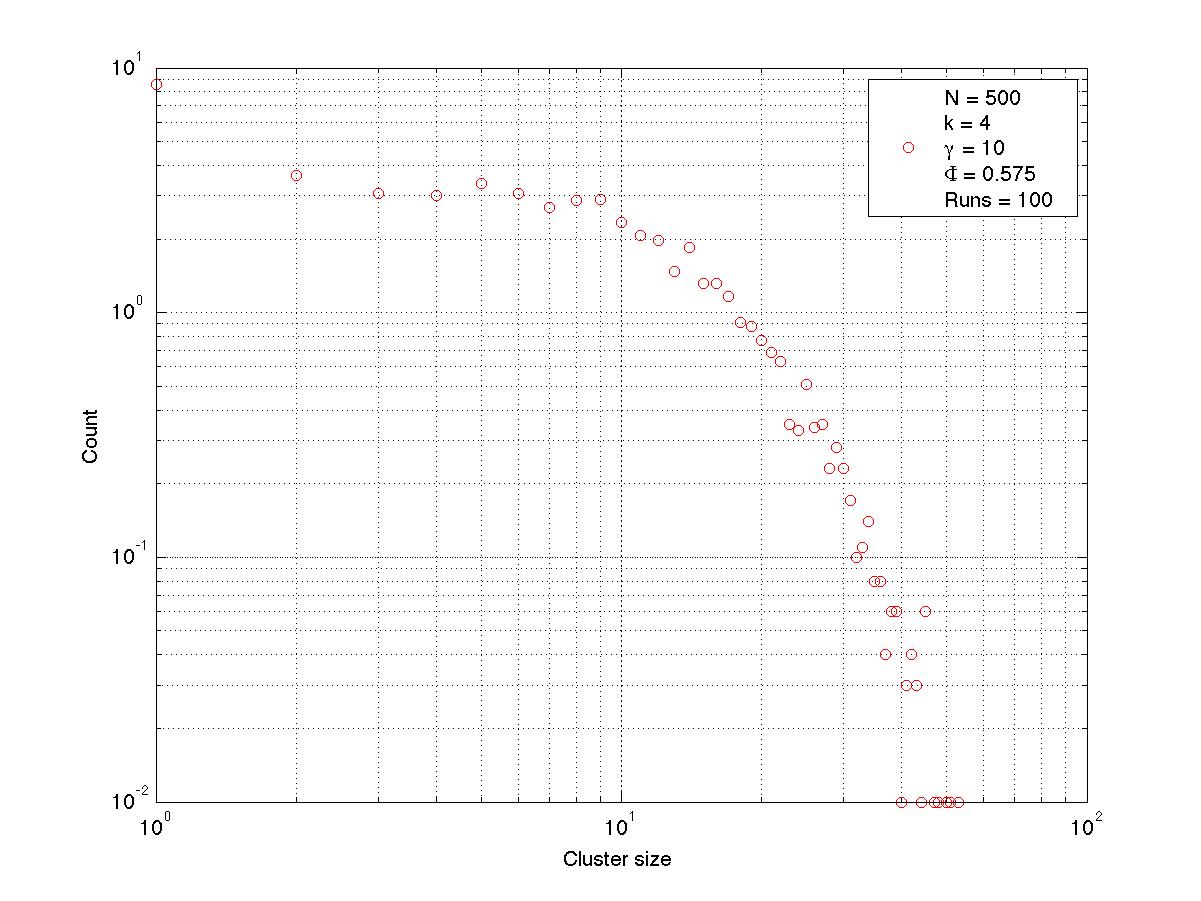 10^1
10^0
10^-1
10^-2
Count
N = 500
k = 4
γ = 10
Φ = 0.575
Runs = 100
10^0
10^1
10^2
Cluster size